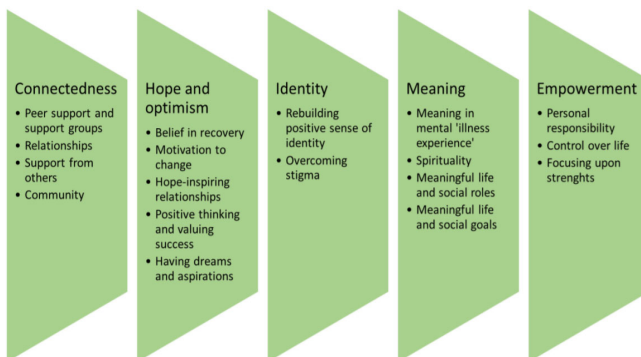 Connectedness
• Peer support and
support groups
• Relationships
• Support from
others
• Community
Hope and
optimism
• Belief in recovery
• Motivation to
change
• Hope-inspiring
relationships
• Positive thinking
and valuing
success
• Having dreams
and aspirations
Identity
• Rebuilding
positive sense of
identity
• Overcoming
stigma
Meaning
• Meaning in
mental 'illness
experience'
• Spirituality
• Meaningful life
and social roles
• Meaningful life
and social goals
Empowerment
• Personal
responsibility
• Control over life
• Focusing upon
strenghts